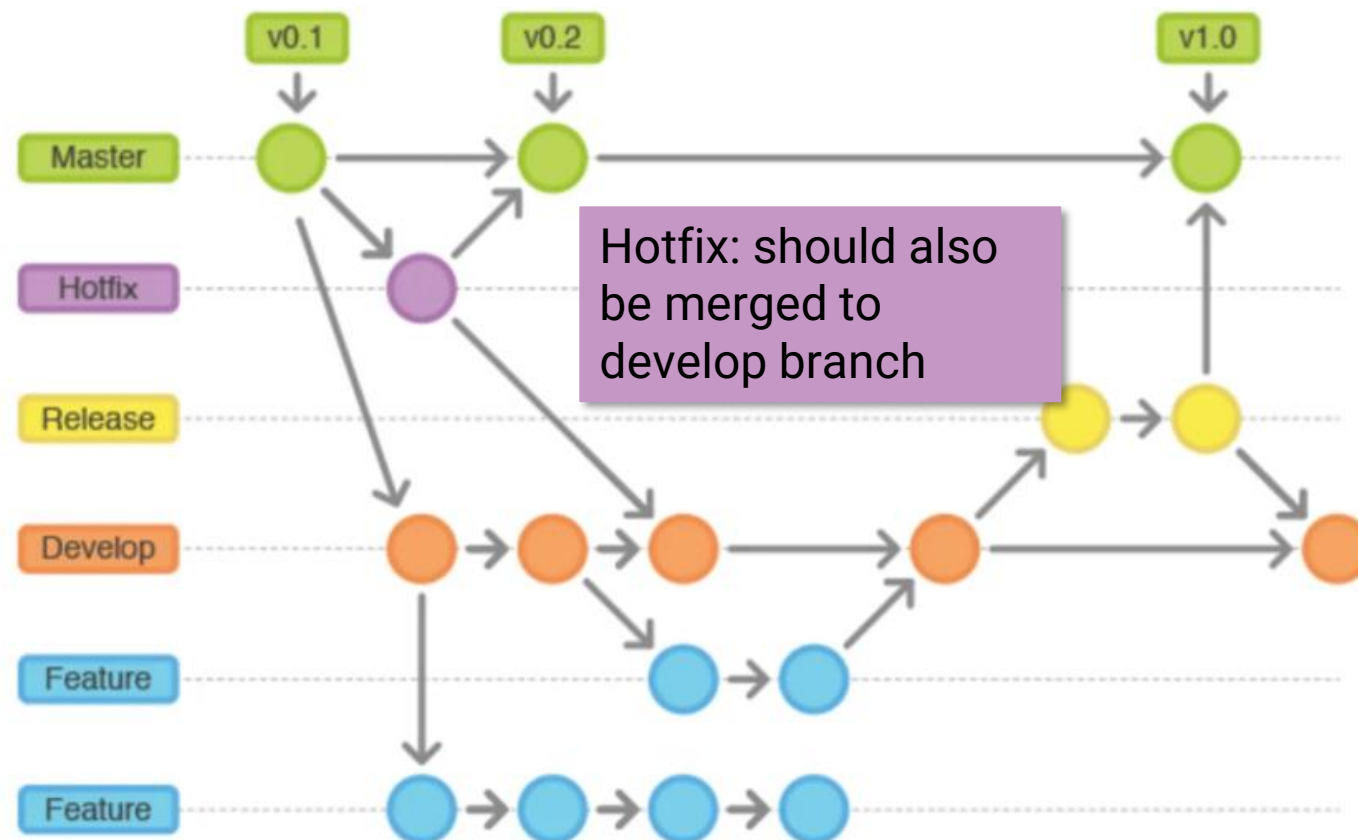 v0.1
v0.2
v1.0
Master
Hotfix
Hotfix: should also
be merged to
develop branch
Release
Develop
Feature
Feature